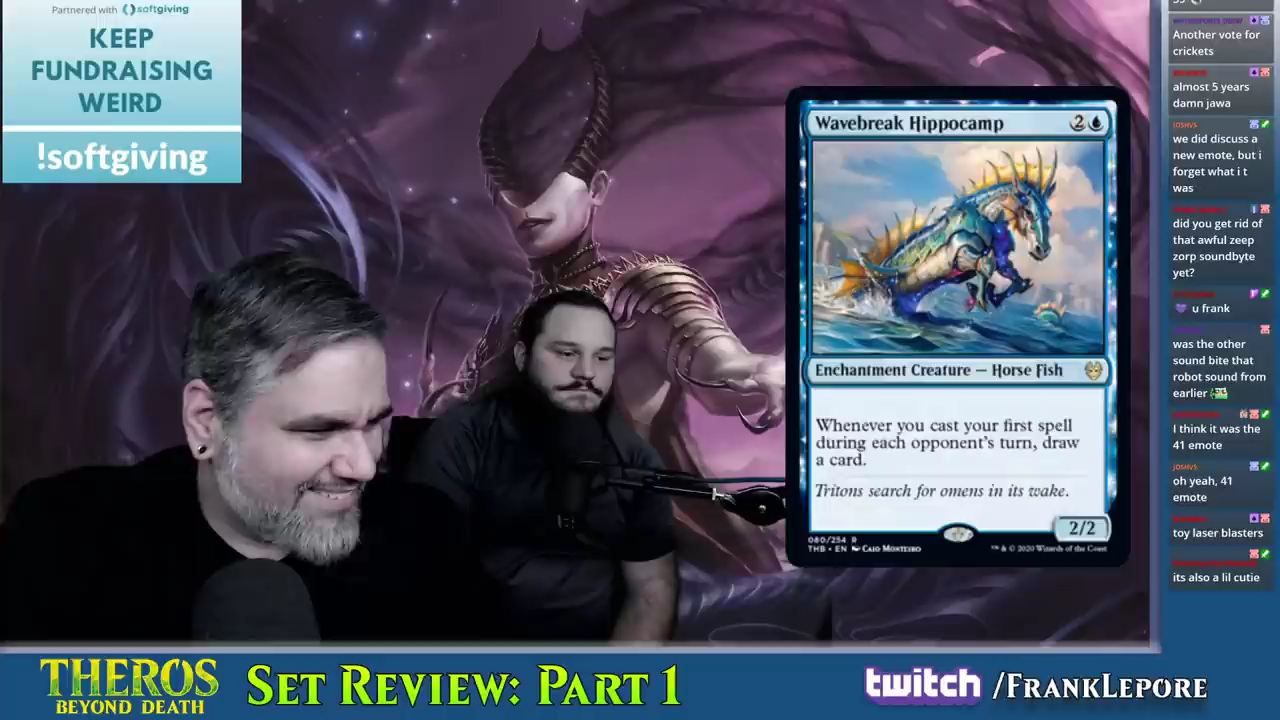 Partnered with softgiving
KEEP
FUNDRAISING
WEIRD
!softgiving
Wavebreak Hippocamp 2
Enchantment Creature — Horse Fish
Whenever you cast your first spell
during each opponent's turn, draw
a card.
Tritons search for omens in its wake.
2/2
080/254 R
THB • EN CAIO MONTEIRO
™ & © 2020 Wizards of the Coast
Another vote for
crickets
almost 5 years
damn jawa
we did discuss a
new emote, but i
forget what i t
was
did you get rid of
that awful zeep
zorp soundbyte
yet?
u frank
was the other
sound bite that
robot sound from
earlier
I think it was the
41 emote
oh yeah, 41
emote
toy laser blasters
its also a lil cutie
THEROS
BEYOND DEATH
SET REVIEW: PART 1
twitch /FRANKLEPORE